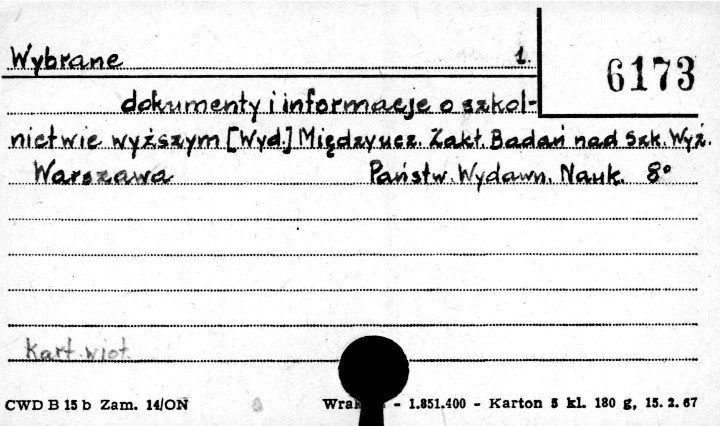 Wybrane 1.
6173
dokumenty i informacje o szkol-
nictwie wyższym [Wyd.] Międzyucz. Zakł. Badań nad Szk. Wyż.
Warszawa Państw. Wydawn. Nauk. 8°
Kart. wiot.
CWD B 15 b Zam. 14/ON - 1.851.400 - Karton 5 kl. 180 g, 15. 2. 67